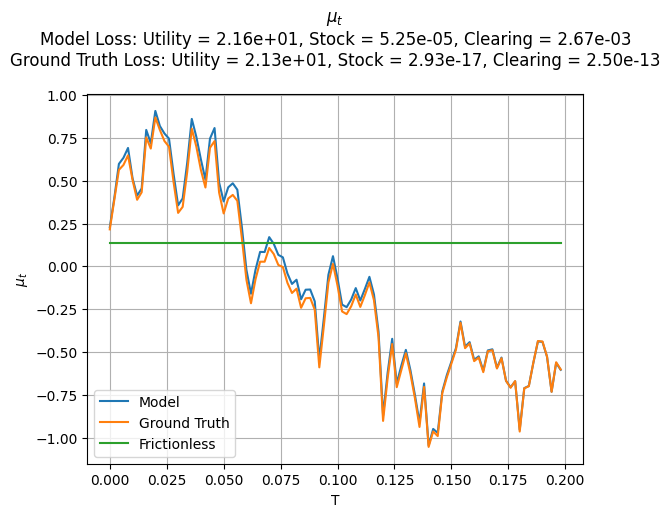 μₜ
Model Loss: Utility = 2.16e+01, Stock = 5.25e-05, Clearing = 2.67e-03
Ground Truth Loss: Utility = 2.13e+01, Stock = 2.93e-17, Clearing = 2.50e-13
1.00
0.75
0.50
0.25
0.00
−0.25
−0.50
−0.75
−1.00
μₜ
Model
Ground Truth
Frictionless
0.000
0.025
0.050
0.075
0.100
0.125
0.150
0.175
0.200
T